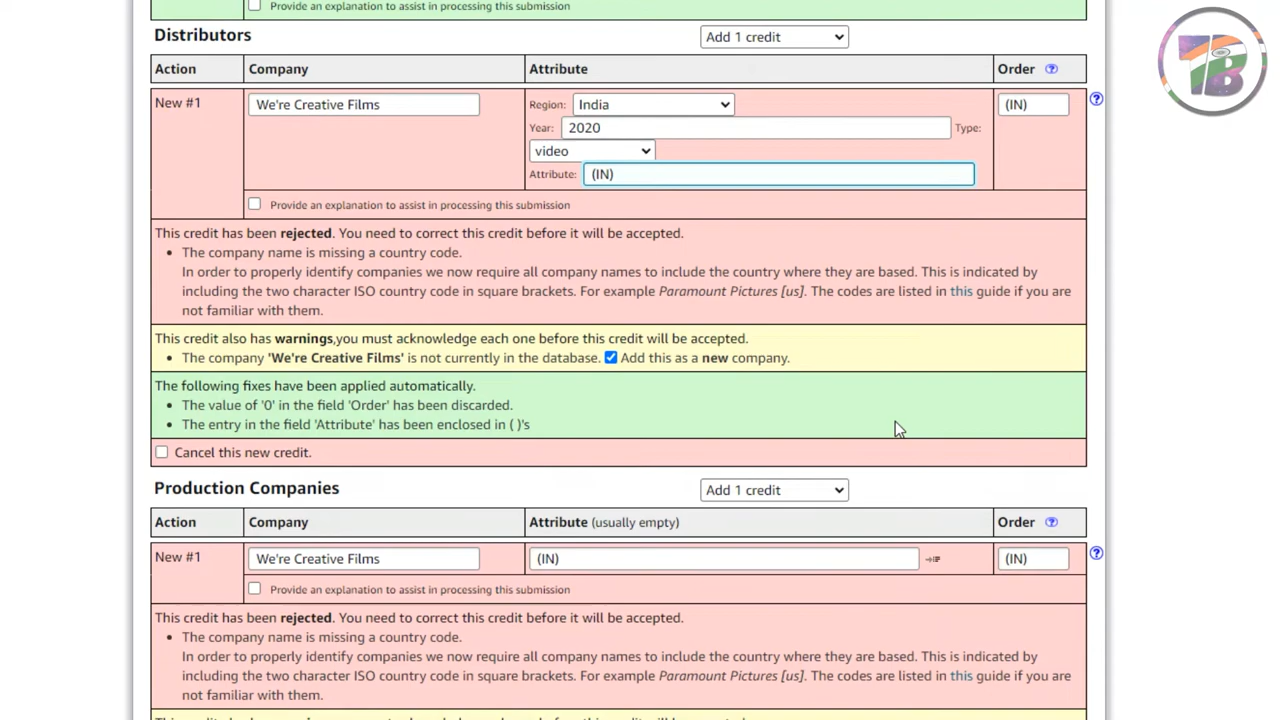 Provide an explanation to assist in processing this submission
Distributors
Add 1 credit
Action
Company
Attribute
Order
New #1
We're Creative Films
Region: India
(IN)
Year: 2020
Type:
video
Attribute: (IN)
Provide an explanation to assist in processing this submission
This credit has been rejected. You need to correct this credit before it will be accepted.
• The company name is missing a country code.
In order to properly identify companies we now require all company names to include the country where they are based. This is indicated by
including the two character ISO country code in square brackets. For example Paramount Pictures [us]. The codes are listed in this guide if you are
not familiar with them.
This credit also has warnings,you must acknowledge each one before this credit will be accepted.
• The company 'We're Creative Films' is not currently in the database. Add this as a new company.
The following fixes have been applied automatically.
• The value of '0' in the field 'Order' has been discarded.
• The entry in the field 'Attribute' has been enclosed in ( )'s
Cancel this new credit.
Production Companies
Add 1 credit
Action
Company
Attribute (usually empty)
Order
New #1
We're Creative Films
(IN)
(IN)
Provide an explanation to assist in processing this submission
This credit has been rejected. You need to correct this credit before it will be accepted.
• The company name is missing a country code.
In order to properly identify companies we now require all company names to include the country where they are based. This is indicated by
including the two character ISO country code in square brackets. For example Paramount Pictures [us]. The codes are listed in this guide if you are
not familiar with them.